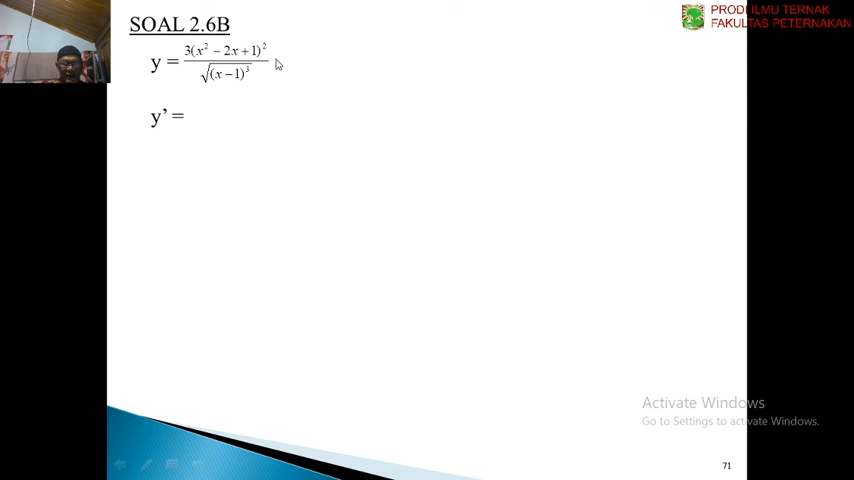 PRODI ILMU TERNAK
FAKULTAS PETERNAKAN
SOAL 2.6B
y = 3(x² − 2x + 1)² / √(x − 1)³
y’ =
Activate Windows
Go to Settings to activate Windows.
71